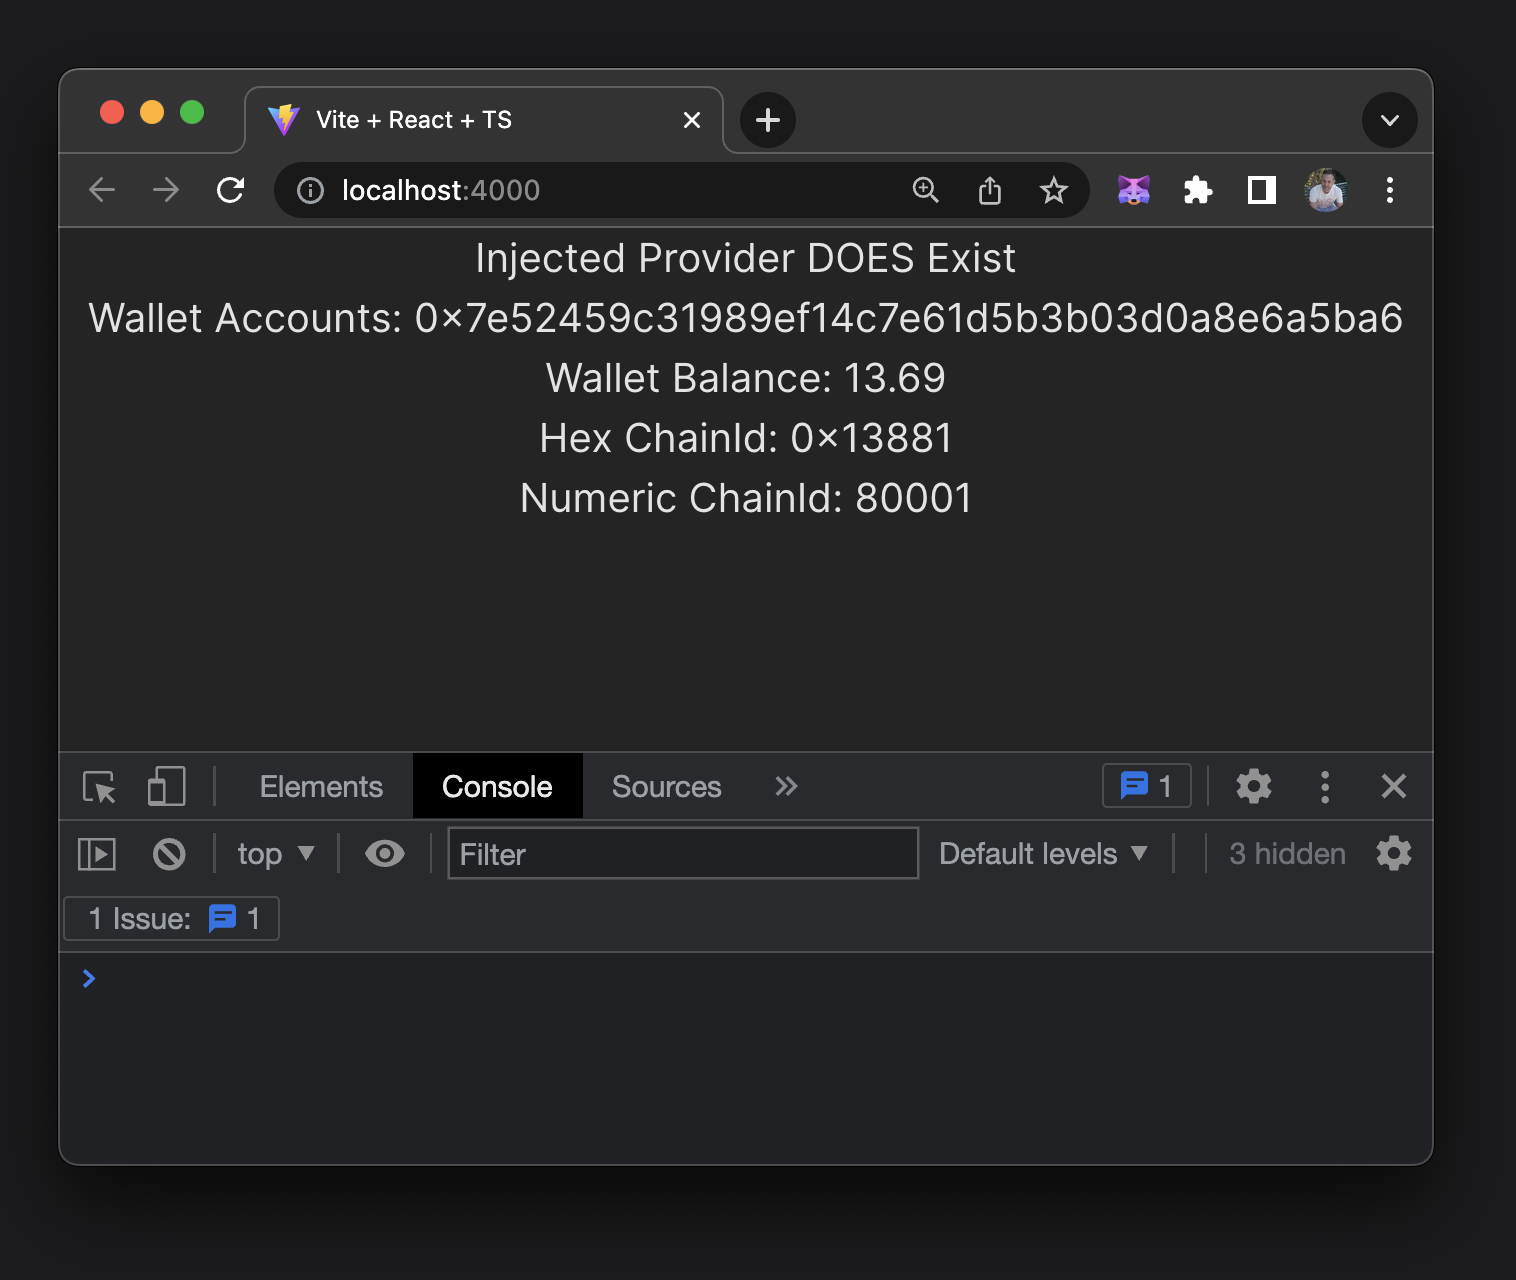 Vite + React + TS
localhost:4000
Injected Provider DOES Exist
Wallet Accounts: 0x7e52459c31989ef14c7e61d5b3b03d0a8e6a5ba6
Wallet Balance: 13.69
Hex ChainId: 0x13881
Numeric ChainId: 80001
Elements Console Sources 1
top Filter Default levels 3 hidden
1 Issue: 1